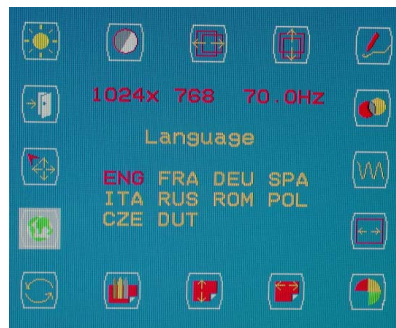 1024x 768 70.0Hz
Language
ENG FRA DEU SPA
ITA RUS ROM POL
CZE DUT